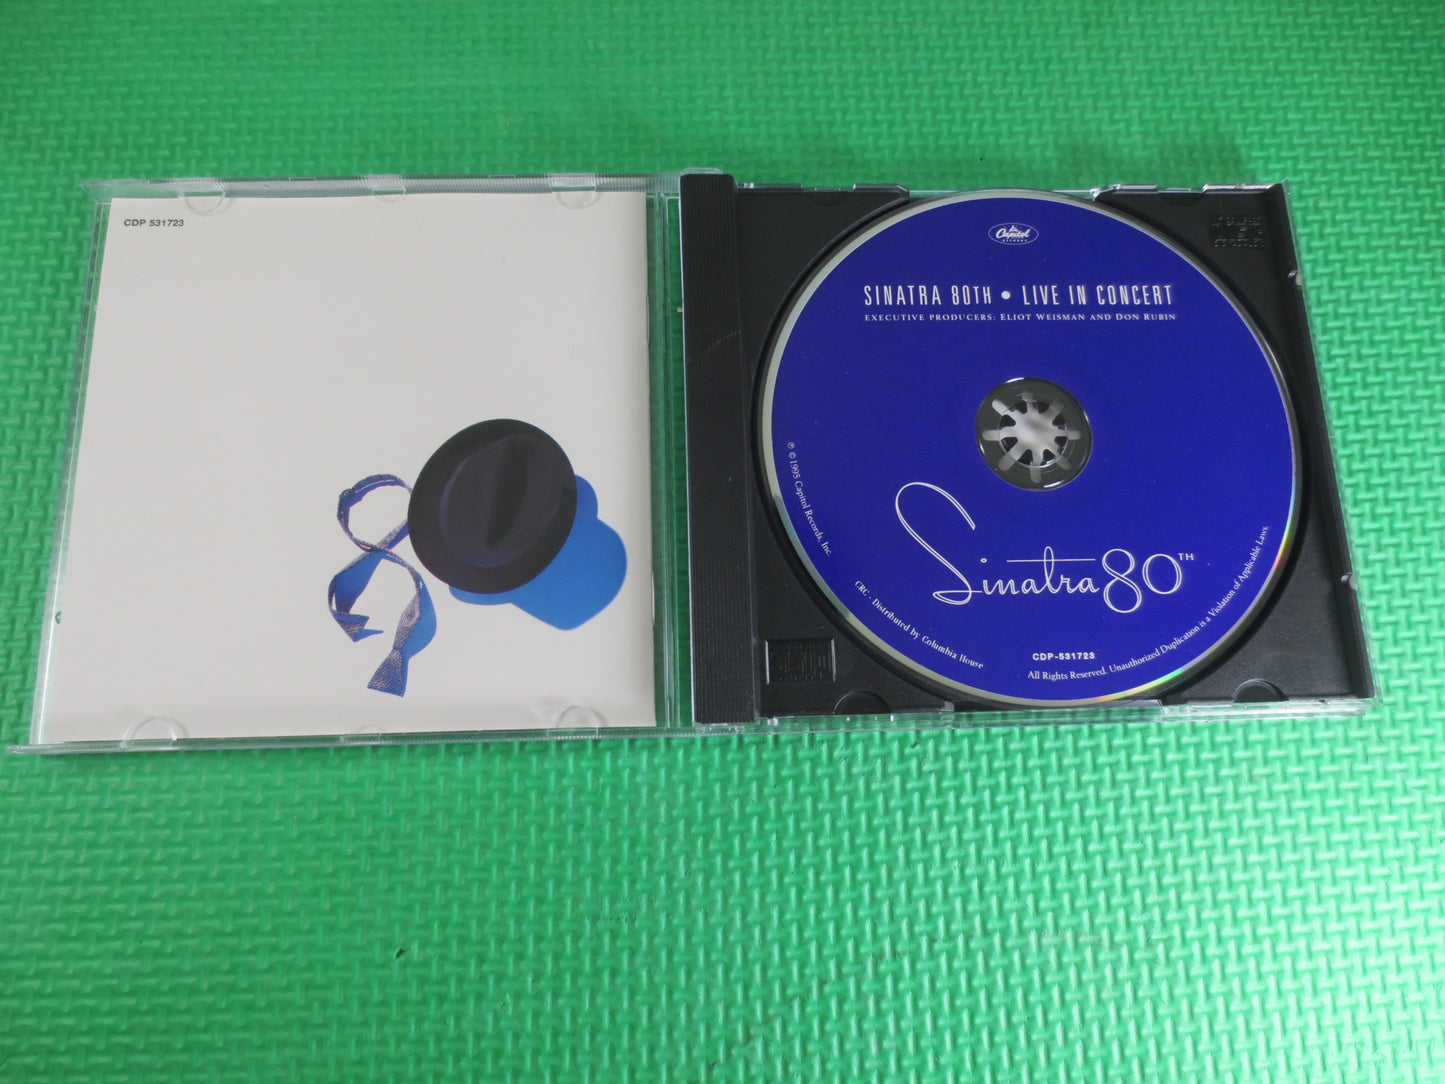 CDP 531723
Capitol
RECORDS
SINATRA 80TH • LIVE IN CONCERT
EXECUTIVE PRODUCERS: ELIOT WEISMAN AND DON RUBIN
℗ © 1995 Capitol Records, Inc.
Sinatra 80TH
CRC - Distributed by Columbia House
CDP-531723
All Rights Reserved. Unauthorized Duplication is a Violation of Applicable Laws.